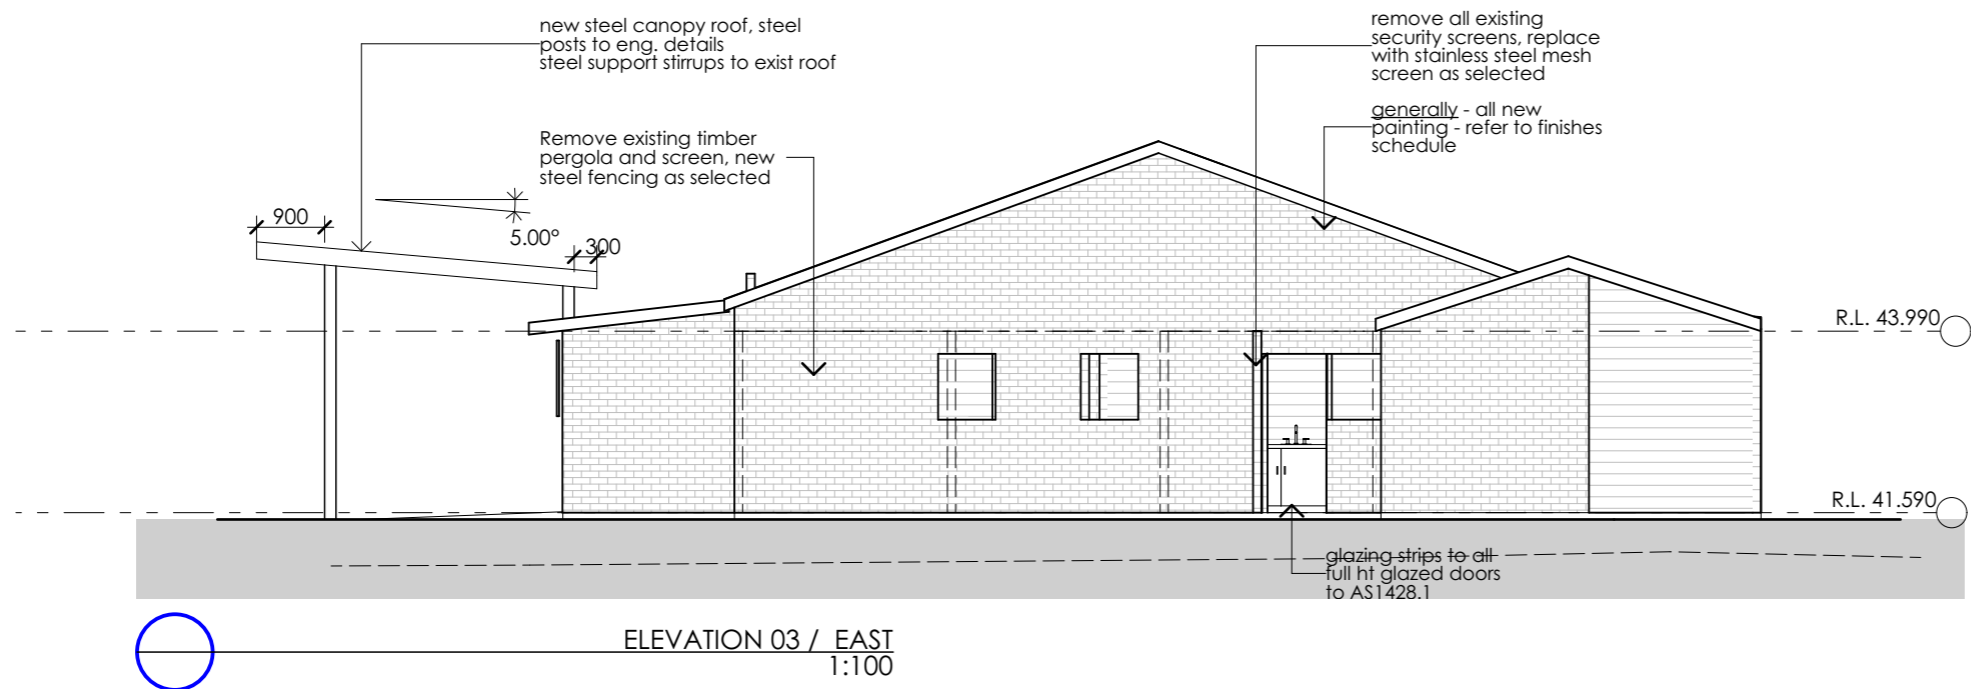 new steel canopy roof, steel
posts to eng. details
steel support stirrups to exist roof
remove all existing
security screens, replace
with stainless steel mesh
screen as selected
generally - all new
painting - refer to finishes
schedule
Remove existing timber
pergola and screen, new
steel fencing as selected
900
5.00°
300
R.L. 43.990
R.L. 41.590
glazing strips to all
full ht glazed doors
to AS1428.1
ELEVATION 03 / EAST
1:100